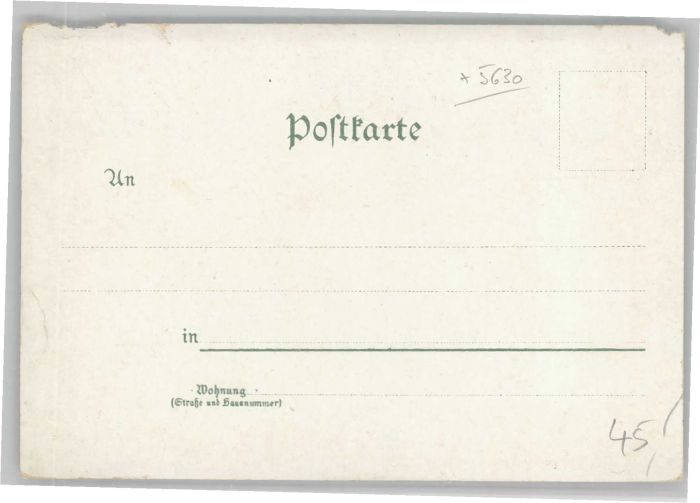 * 5630
Poſtkarte
An
in
Wohnung
(Straße und Hausnummer)
45,